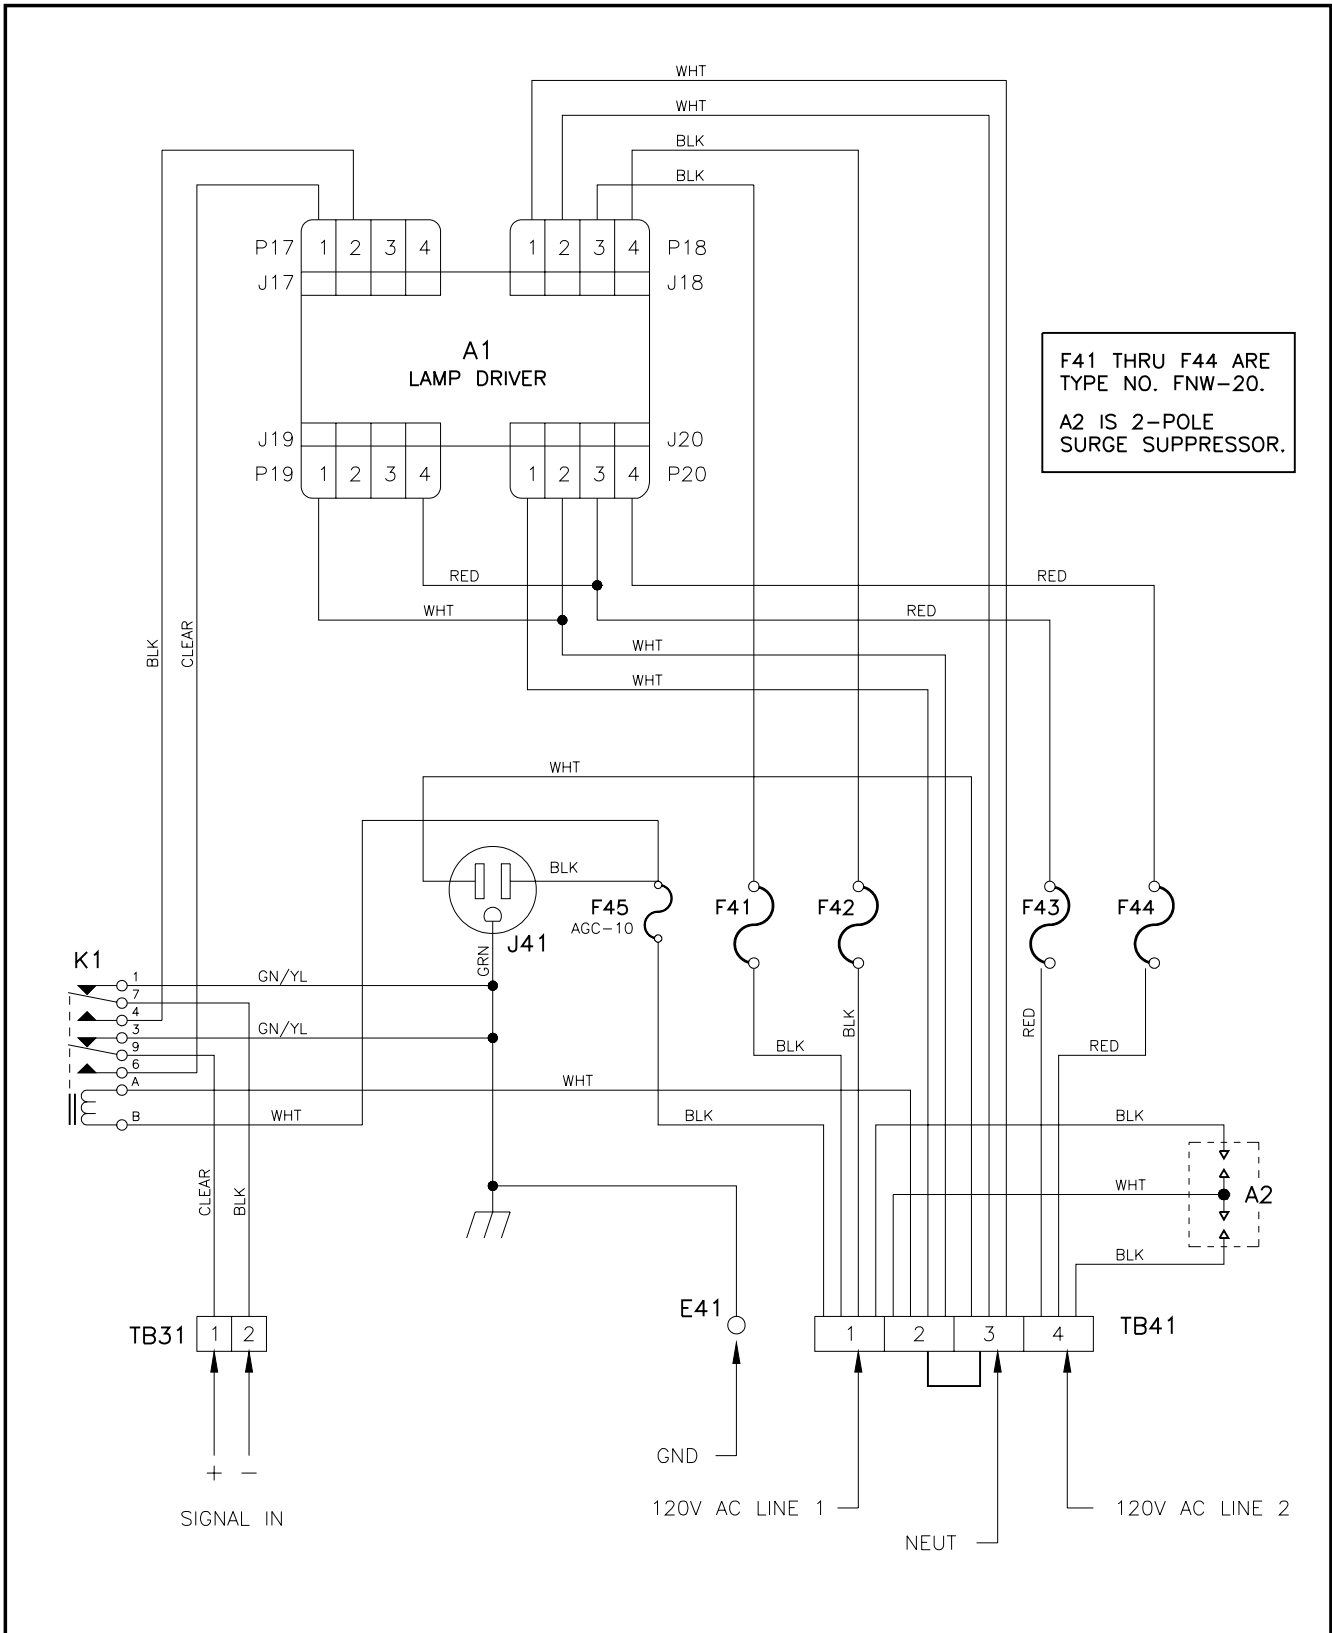 WHT
WHT
BLK
BLK
P17 1 2 3 4
J17
1 2 3 4 P18
J18
A1
LAMP DRIVER
F41 THRU F44 ARE
TYPE NO. FNW-20.
A2 IS 2-POLE
SURGE SUPPRESSOR.
J19
P19 1 2 3 4
J20
1 2 3 4 P20
RED
RED
WHT
RED
BLK
CLEAR
WHT
WHT
WHT
BLK
F45
AGC-10
F41
F42
F43
F44
J41
GRN
K1
1
7
4
3
9
6
A
B
GN/YL
GN/YL
WHT
WHT
BLK
BLK
BLK
RED
RED
BLK
WHT
A2
BLK
CLEAR
BLK
TB31 1 2
E41
1 2 3 4 TB41
GND
+ −
SIGNAL IN
120V AC LINE 1
120V AC LINE 2
NEUT